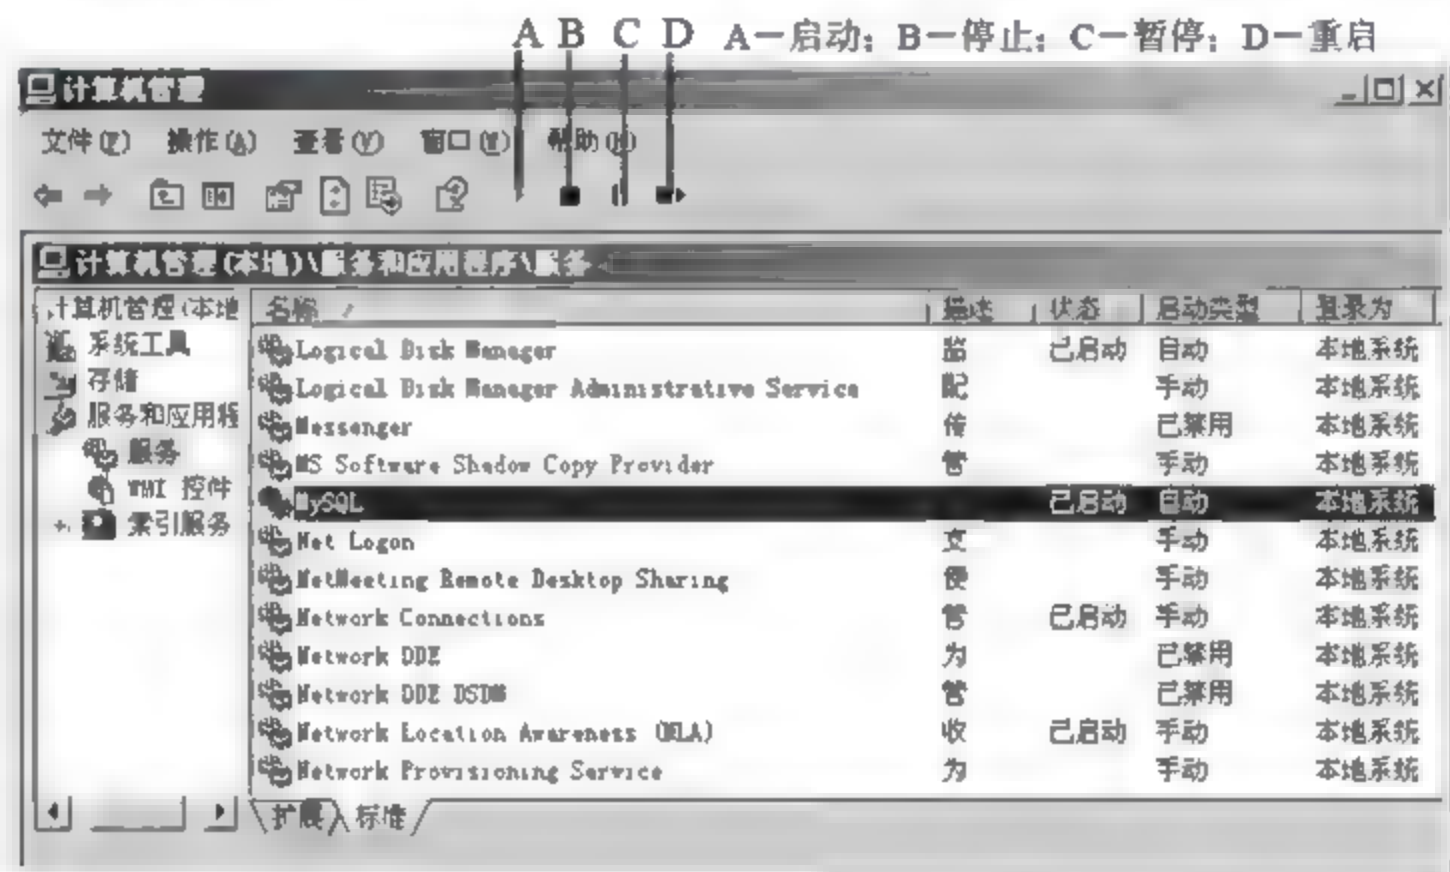 A B C D A—启动；B—停止；C—暂停；D—重启
计算机管理
文件(F) 操作(A) 查看(V) 窗口(W) 帮助(H)
计算机管理(本地)\服务和应用程序\服务
计算机管理(本地 名称 描述 状态 启动类型 登录为
系统工具 Logical Disk Manager 监 已启动 自动 本地系统
存储 Logical Disk Manager Administrative Service 配 手动 本地系统
服务和应用程 Messenger 传 已禁用 本地系统
服务 MS Software Shadow Copy Provider 管 手动 本地系统
WMI 控件 MySQL 已启动 自动 本地系统
索引服务 Net Logon 支 手动 本地系统
NetMeeting Remote Desktop Sharing 使 手动 本地系统
Network Connections 管 已启动 手动 本地系统
Network DDE 为 已禁用 本地系统
Network DDE DSDM 管 已禁用 本地系统
Network Location Awareness (NLA) 收 已启动 手动 本地系统
Network Provisioning Service 为 手动 本地系统
扩展 标准